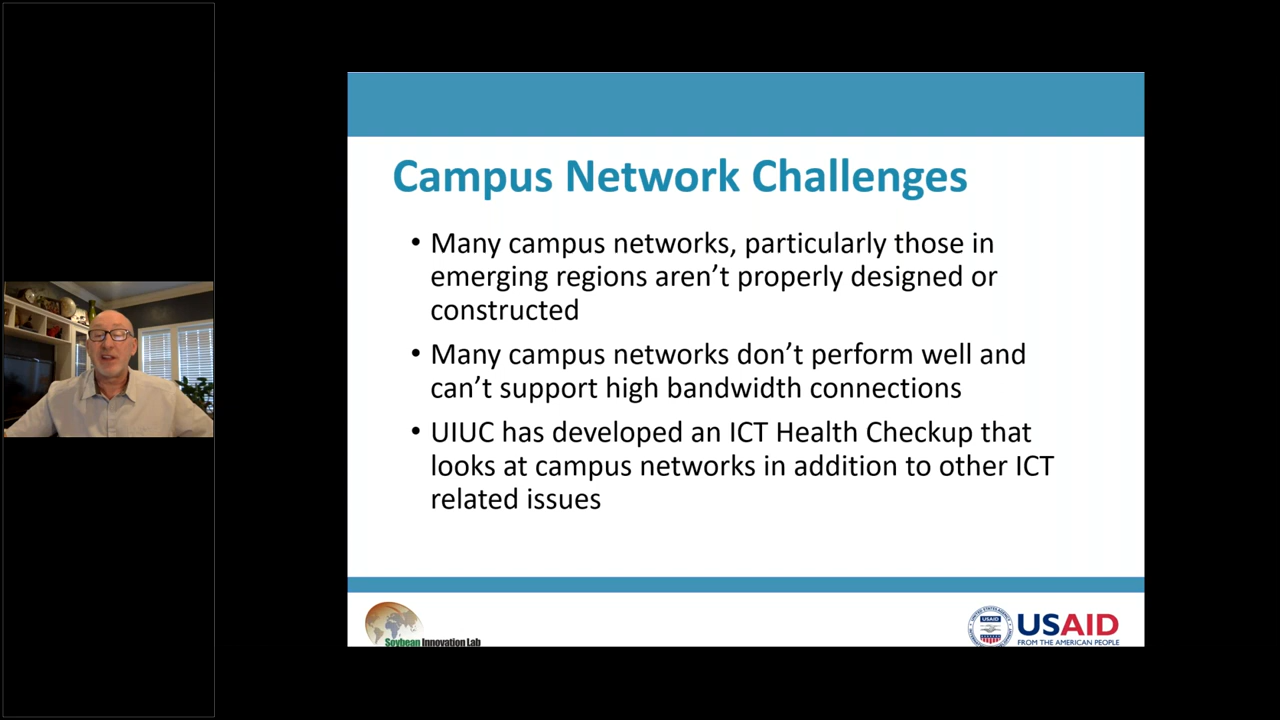 Campus Network Challenges
• Many campus networks, particularly those in
emerging regions aren’t properly designed or
constructed
• Many campus networks don’t perform well and
can’t support high bandwidth connections
• UIUC has developed an ICT Health Checkup that
looks at campus networks in addition to other ICT
related issues
Soybean Innovation Lab
USAID
USAID
FROM THE AMERICAN PEOPLE